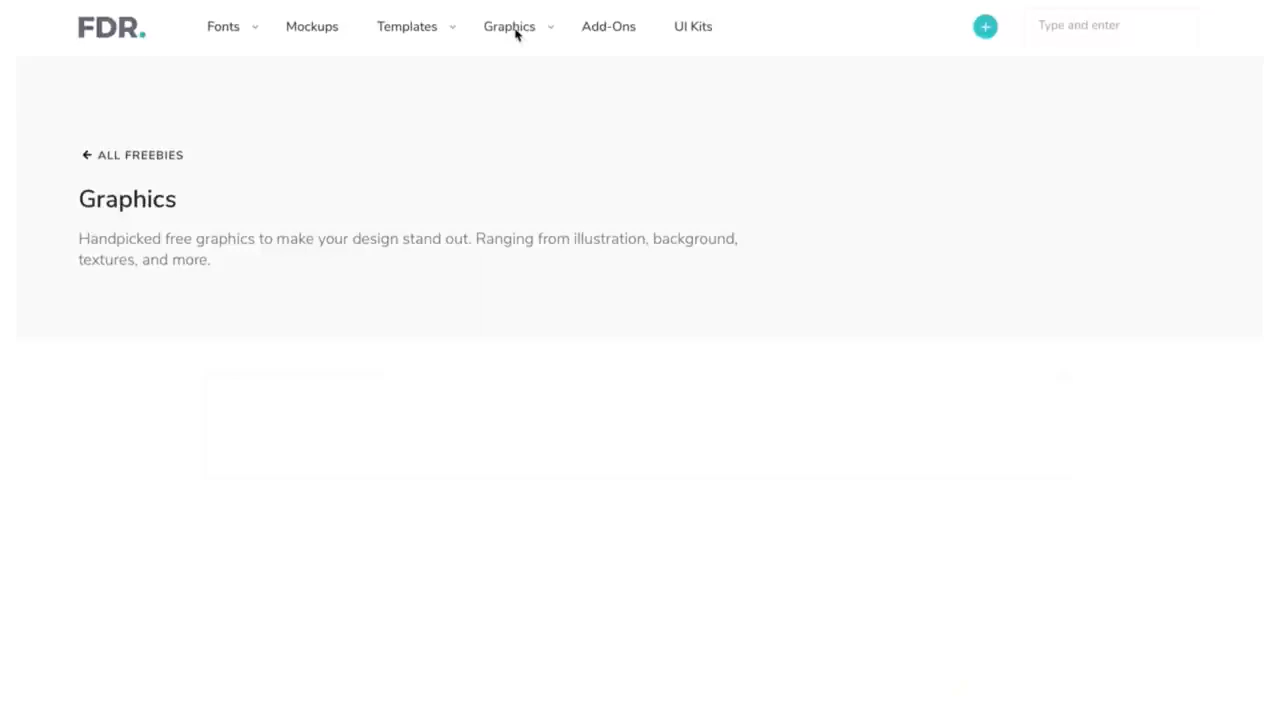 FDR.
Fonts Mockups Templates Graphics Add-Ons UI Kits
+
Type and enter
← ALL FREEBIES
Graphics
Handpicked free graphics to make your design stand out. Ranging from illustration, background,
textures, and more.